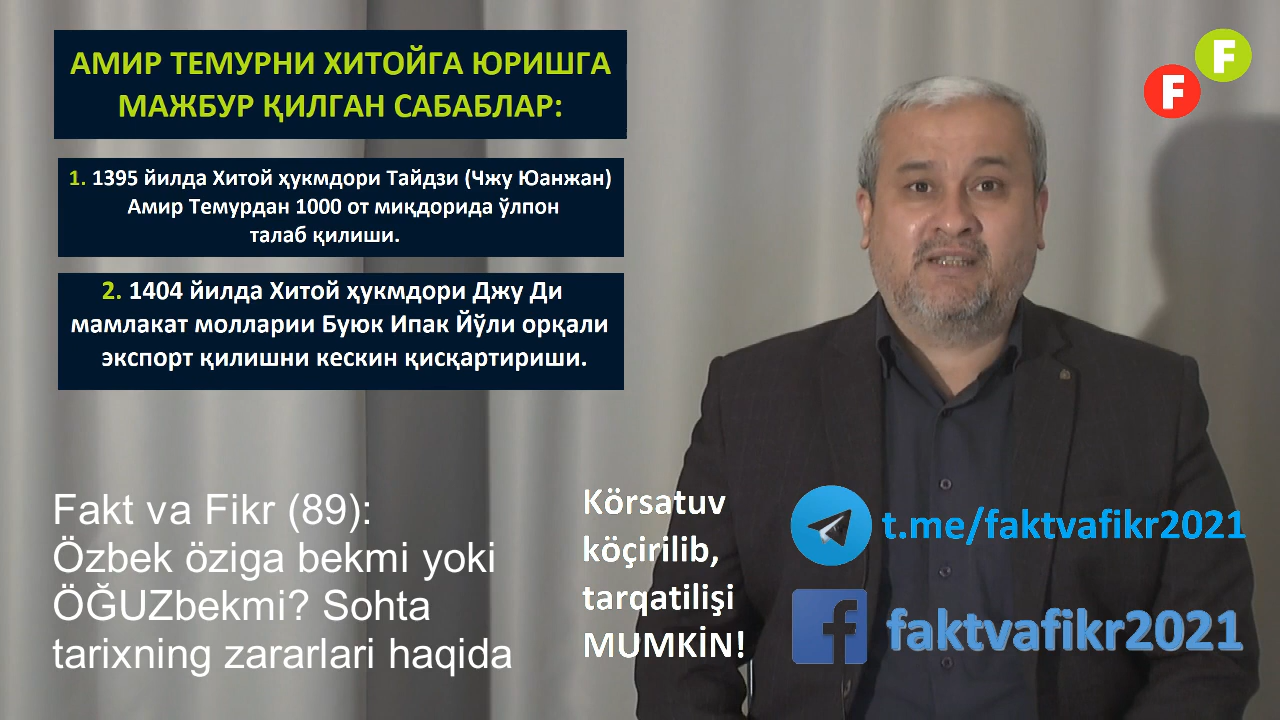 АМИР ТЕМУРНИ ХИТОЙГА ЮРИШГА
МАЖБУР ҚИЛГАН САБАБЛАР:
1. 1395 йилда Хитой ҳукмдори Тайдзи (Чжу Юанжан)
Амир Темурдан 1000 от миқдорида ўлпон
талаб қилиши.
2. 1404 йилда Хитой ҳукмдори Джу Ди
мамлакат молларии Буюк Ипак Йўли орқали
экспорт қилишни кескин қисқартириши.
F F
Fakt va Fikr (89):
Özbek öziga bekmi yoki
ÖĞUZbekmi? Sohta
tarixning zararlari haqida
Körsatuv
köçirilib,
tarqatilişi
MUMKİN!
t.me/faktvafikr2021
f faktvafikr2021